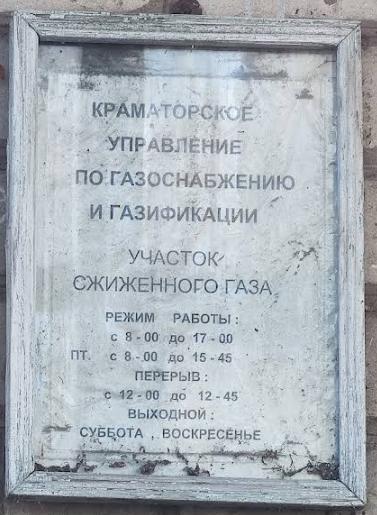 КРАМАТОРСКОЕ
УПРАВЛЕНИЕ
ПО ГАЗОСНАБЖЕНИЮ
И ГАЗИФИКАЦИИ
УЧАСТОК
СЖИЖЕННОГО ГАЗА
РЕЖИМ РАБОТЫ :
с 8 - 00 до 17 - 00
ПТ. с 8 - 00 до 15 - 45
ПЕРЕРЫВ :
с 12 - 00 до 12 - 45
ВЫХОДНОЙ :
СУББОТА , ВОСКРЕСЕНЬЕ